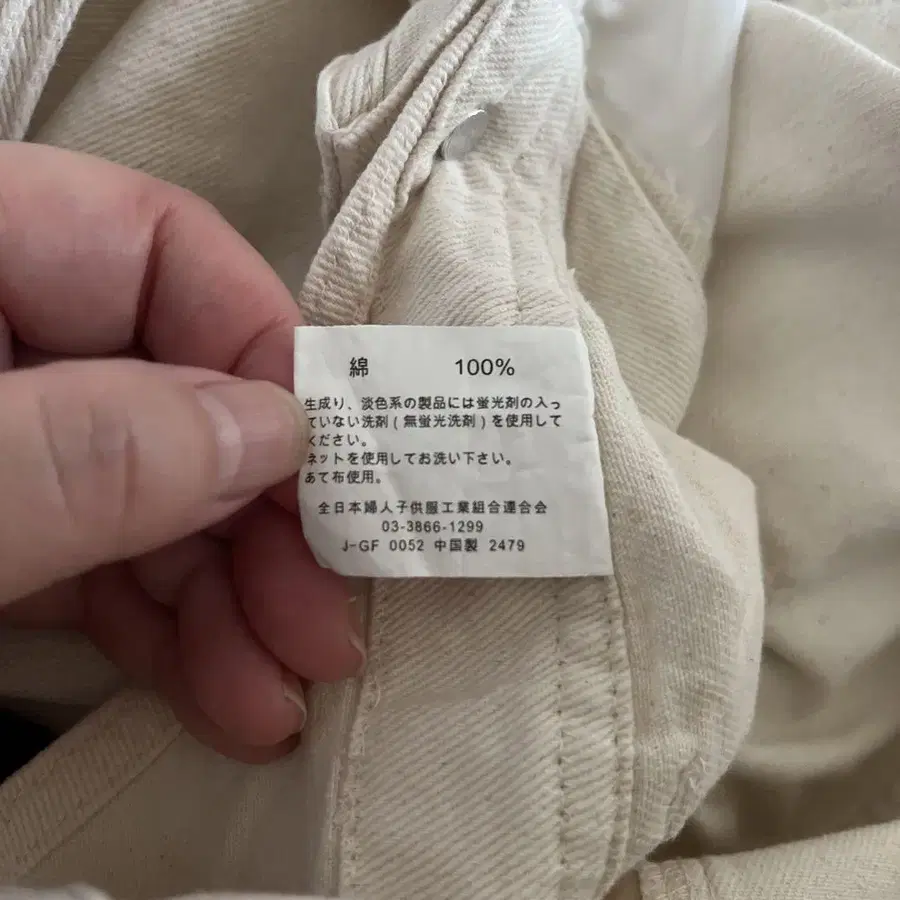 綿 100%
生成り、淡色系の製品には蛍光剤の入っ
ていない洗剤(無蛍光洗剤)を使用して
ください。
ネットを使用してお洗い下さい。
あて布使用。
全日本婦人子供服工業組合連合会
03-3866-1299
J-GF 0052 中国製 2479